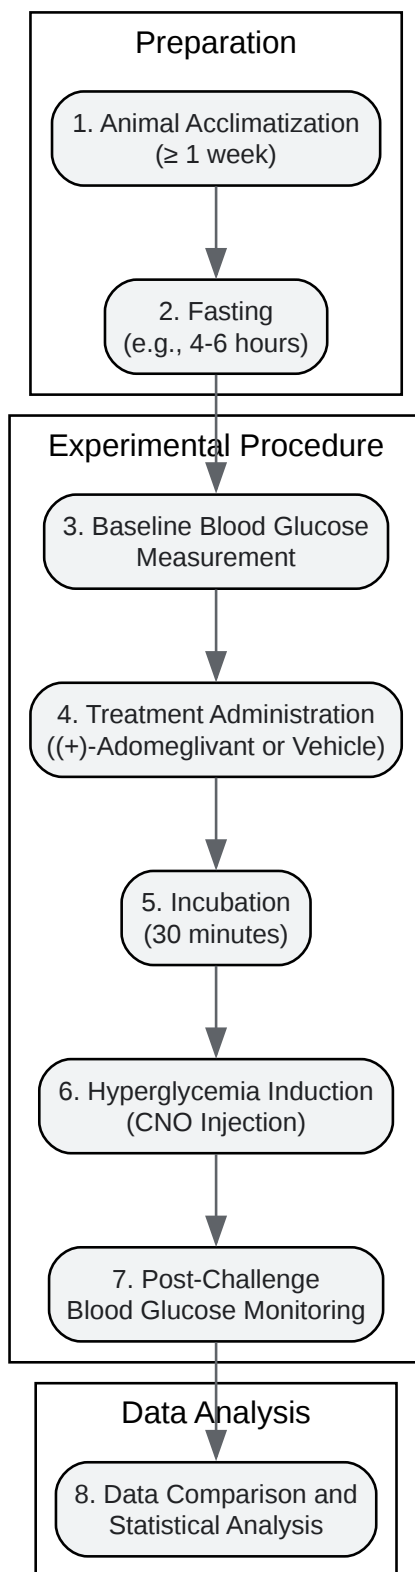 Preparation
1. Animal Acclimatization
(≥ 1 week)
2. Fasting
(e.g., 4-6 hours)
Experimental Procedure
3. Baseline Blood Glucose
Measurement
4. Treatment Administration
((+)-Adomeglivant or Vehicle)
5. Incubation
(30 minutes)
6. Hyperglycemia Induction
(CNO Injection)
7. Post-Challenge
Blood Glucose Monitoring
Data Analysis
8. Data Comparison and
Statistical Analysis